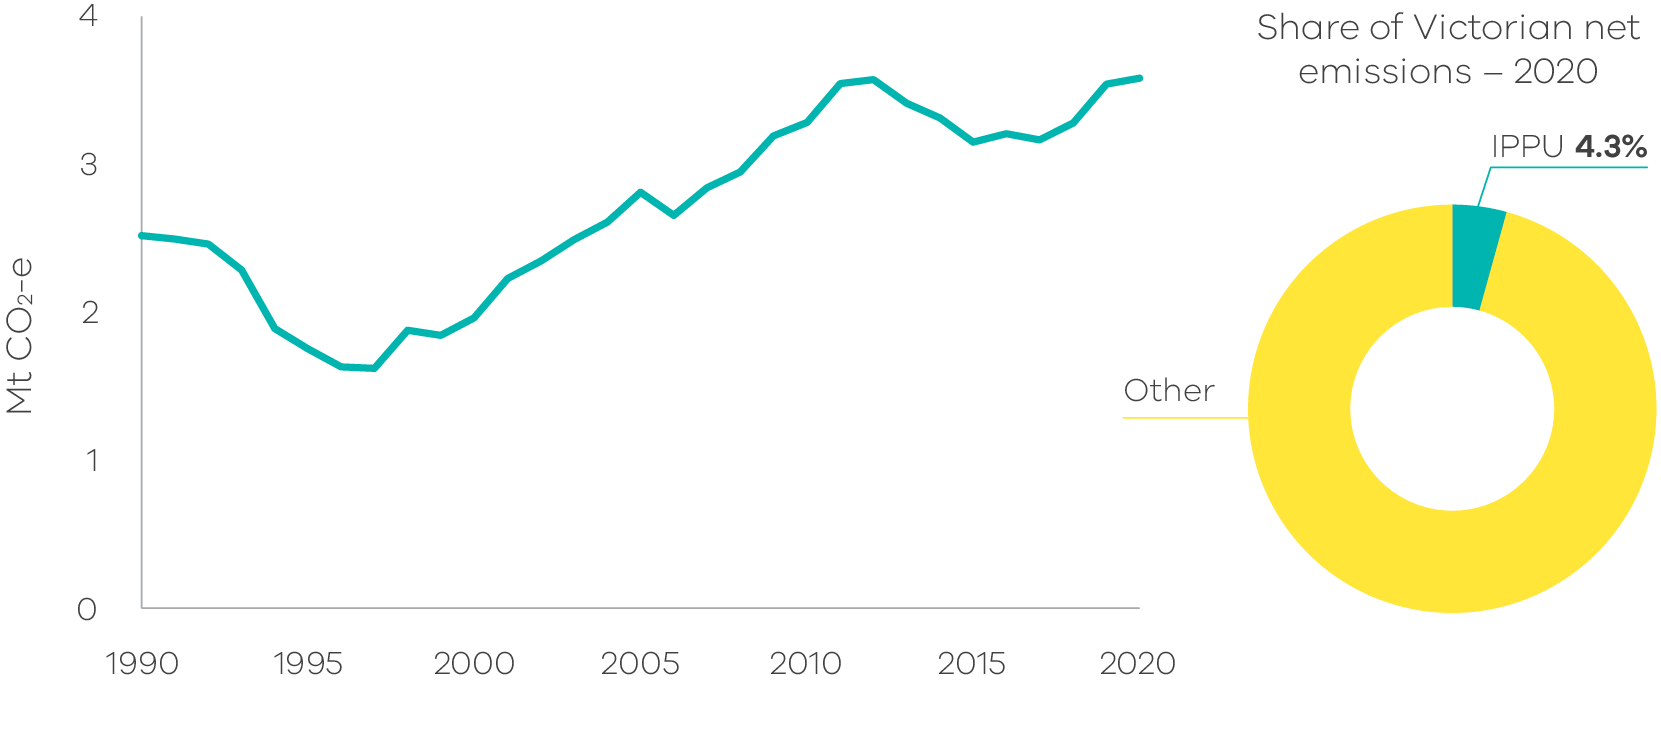 4
3
2
1
0
Mt CO₂-e
1990 1995 2000 2005 2010 2015 2020
Share of Victorian net
emissions – 2020
IPPU 4.3%
Other